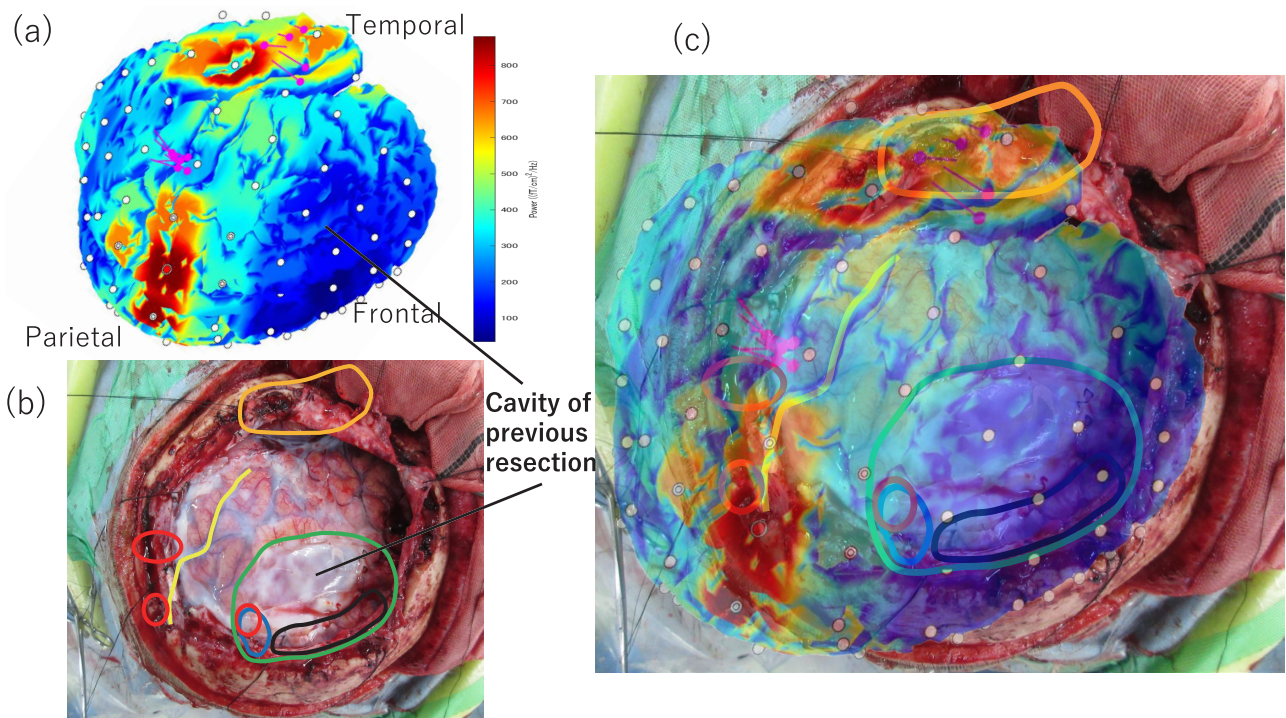 (a)
Temporal
800
700
600
500
400
300
200
100
Power ((fT/cm)²/Hz)
Frontal
Parietal
(b)
Cavity of
previous
resection
(c)